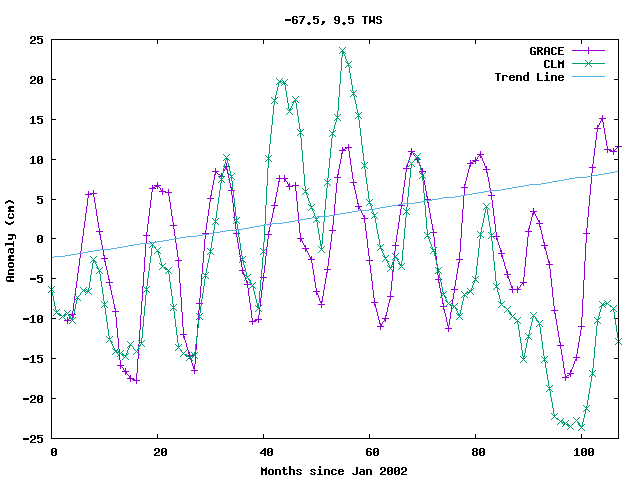 -67.5, 9.5 TWS
GRACE
CLM
Trend Line
25
20
15
10
5
0
-5
-10
-15
-20
-25
Anomaly (cm)
0 20 40 60 80 100
Months since Jan 2002